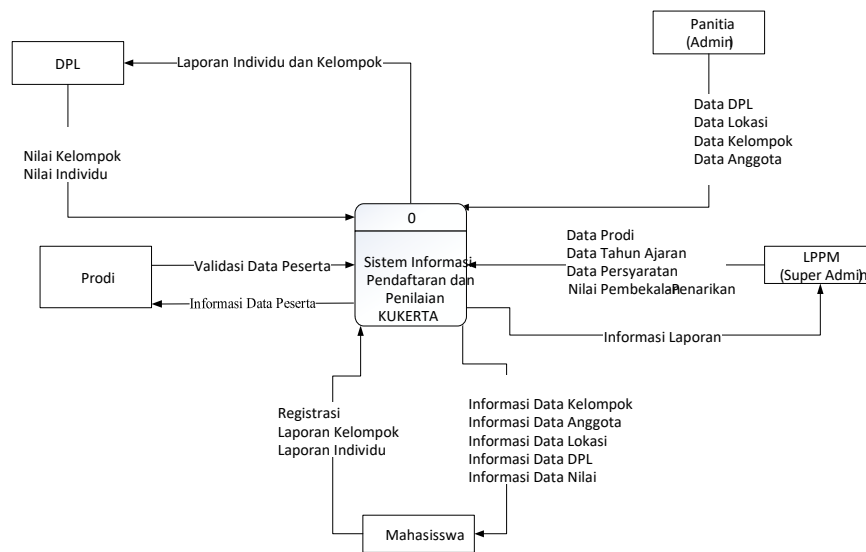 Panitia
(Admin)
DPL
Laporan Individu dan Kelompok
Data DPL
Data Lokasi
Data Kelompok
Data Anggota
Nilai Kelompok
Nilai Individu
0
Sistem Informasi
Pendaftaran dan
Penilaian
KUKERTA
Data Prodi
Data Tahun Ajaran
Data Persyaratan
Nilai PembekalanPenarikan
LPPM
(Super Admin)
Prodi
Validasi Data Peserta
Informasi Data Peserta
Informasi Laporan
Registrasi
Laporan Kelompok
Laporan Individu
Informasi Data Kelompok
Informasi Data Anggota
Informasi Data Lokasi
Informasi Data DPL
Informasi Data Nilai
Mahasisswa